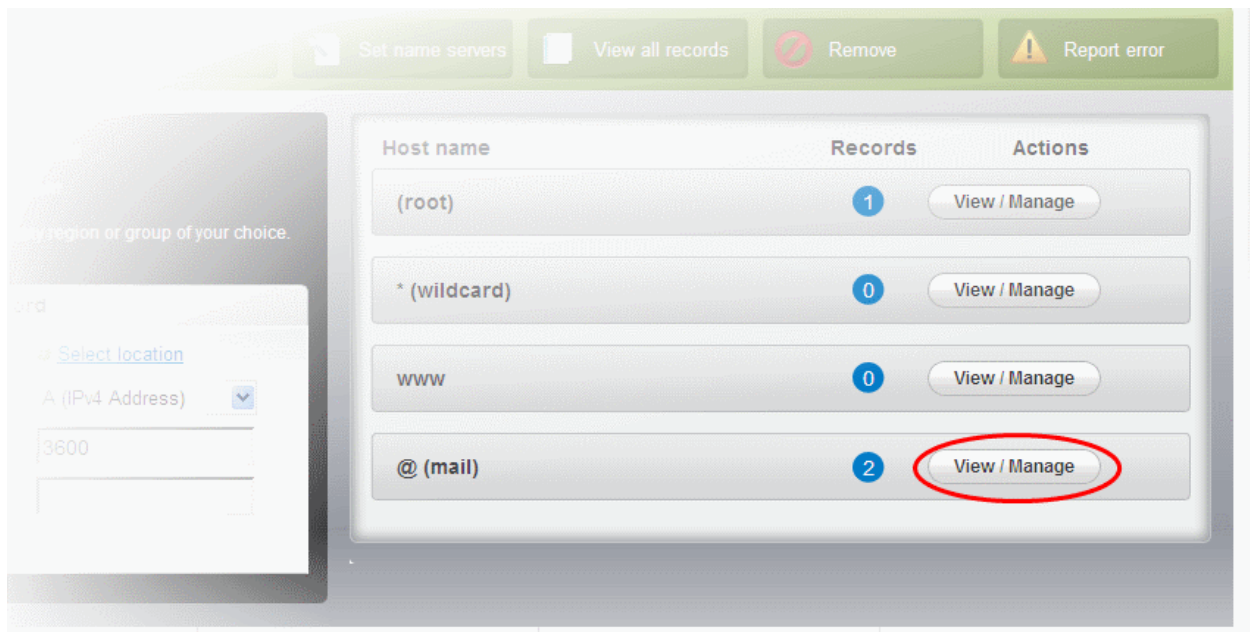 Set name servers
View all records
Remove
Report error
region or group of your choice.
Select location
A (IPv4 Address)
3600
Host name Records Actions
(root) 1 View / Manage
* (wildcard) 0 View / Manage
www 0 View / Manage
@ (mail) 2 View / Manage